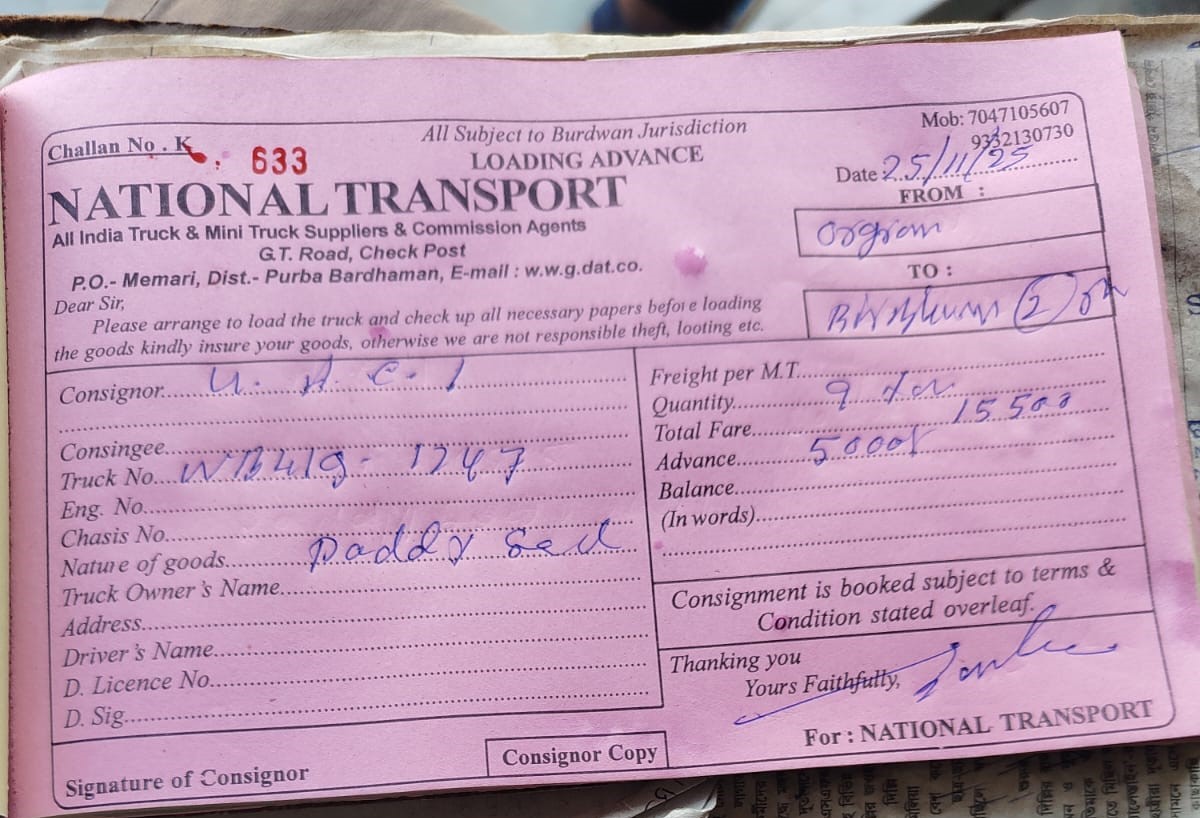 Challan No . K 633
All Subject to Burdwan Jurisdiction
LOADING ADVANCE
Mob: 7047105607
9332130730
Date 25/11/25
NATIONAL TRANSPORT
All India Truck & Mini Truck Suppliers & Commission Agents
G.T. Road, Check Post
P.O.- Memari, Dist.- Purba Bardhaman, E-mail : w.w.g.dat.co.
FROM :
Orgram
TO :
(2)
Dear Sir,
Please arrange to load the truck and check up all necessary papers before loading
the goods kindly insure your goods, otherwise we are not responsible theft, looting etc.
Consignor
Consingee
Truck No WB41G - 1247
Eng. No
Chasis No
Nature of goods Paddy Sed
Truck Owner's Name
Address
Driver's Name
D. Licence No
D. Sig
Freight per M.T.
Quantity 9
Total Fare 15500
Advance 5000
Balance
(In words)
Consignment is booked subject to terms &
Condition stated overleaf.
Thanking you
Yours Faithfully,
For : NATIONAL TRANSPORT
Signature of Consignor
Consignor Copy